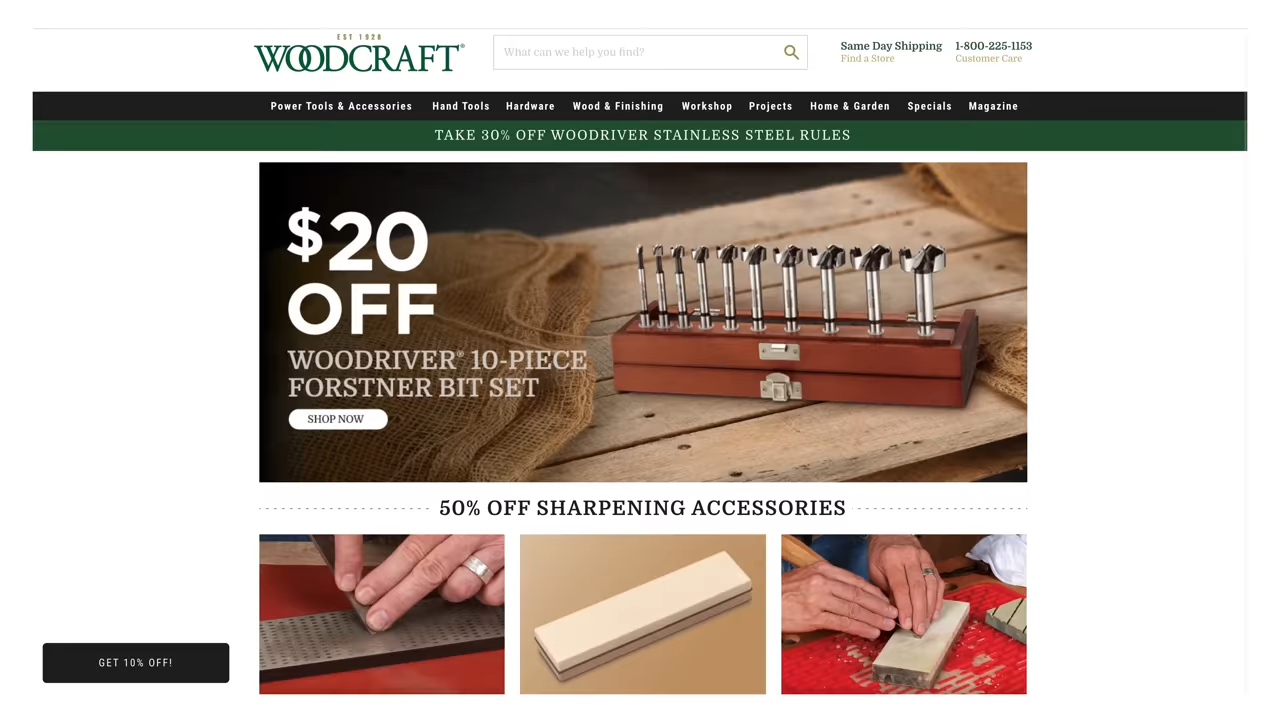 EST 1928
WOODCRAFT®
What can we help you find?
Same Day Shipping
Find a Store
1-800-225-1153
Customer Care
Power Tools & Accessories Hand Tools Hardware Wood & Finishing Workshop Projects Home & Garden Specials Magazine
TAKE 30% OFF WOODRIVER STAINLESS STEEL RULES
$20
OFF
WOODRIVER® 10-PIECE
FORSTNER BIT SET
SHOP NOW
50% OFF SHARPENING ACCESSORIES
GET 10% OFF!